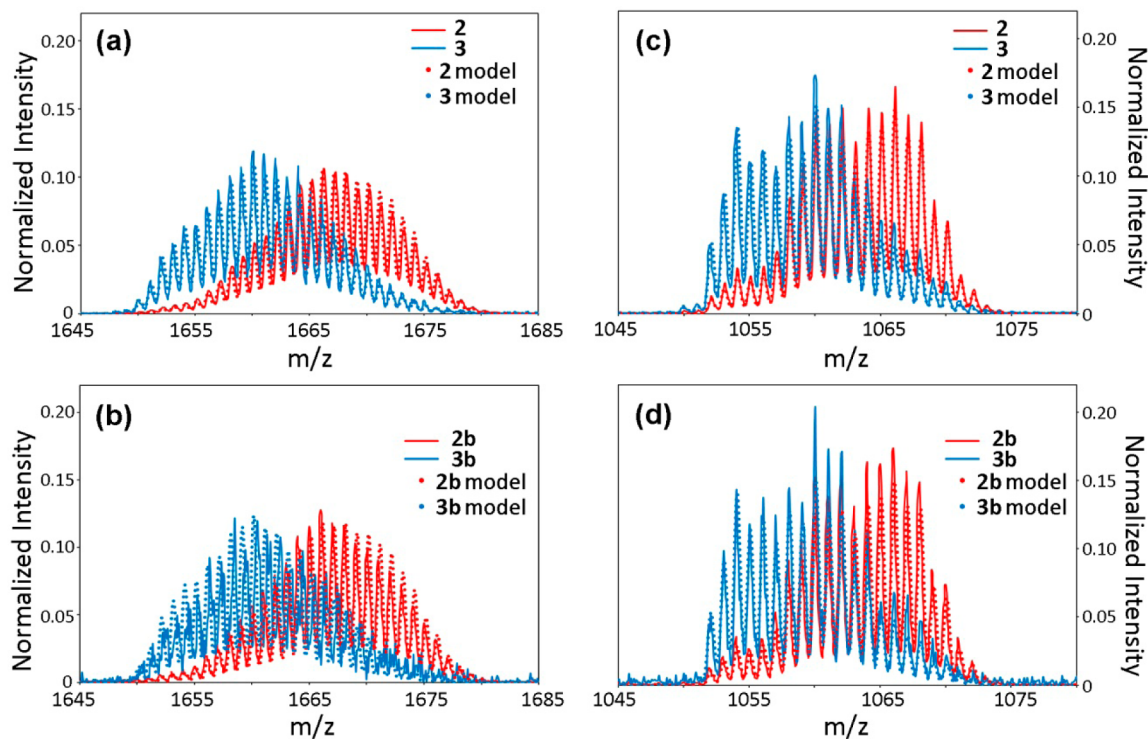 (a)
2
3
2 model
3 model
Normalized Intensity
0.20
0.15
0.10
0.05
0
1645
1655
1665
1675
1685
m/z
(c)
2
3
2 model
3 model
Normalized Intensity
0.20
0.15
0.10
0.05
0
1045
1055
1065
1075
m/z
(b)
2b
3b
2b model
3b model
Normalized Intensity
0.20
0.15
0.10
0.05
0
1645
1655
1665
1675
1685
m/z
(d)
2b
3b
2b model
3b model
Normalized Intensity
0.20
0.15
0.10
0.05
0
1045
1055
1065
1075
m/z